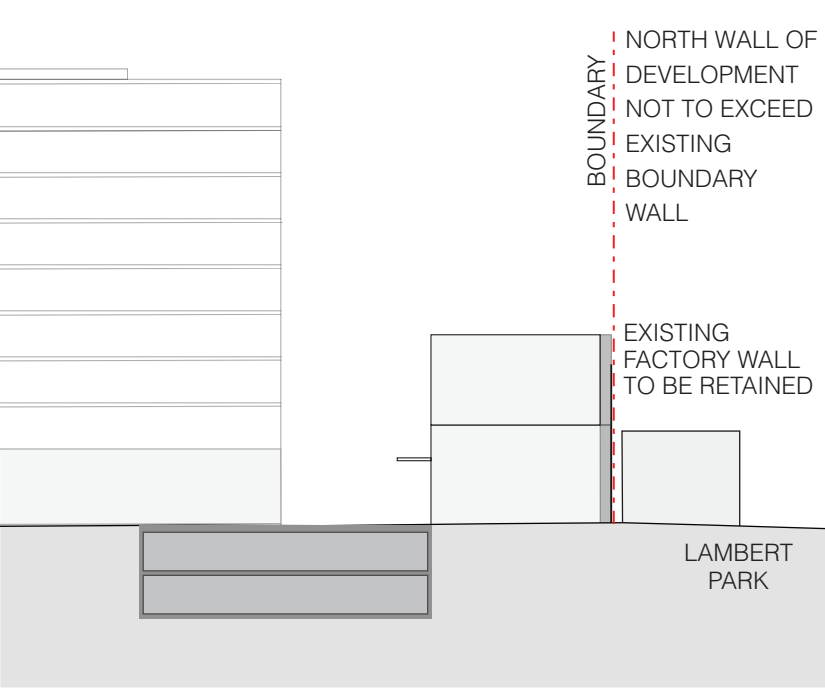 BOUNDARY
NORTH WALL OF
DEVELOPMENT
NOT TO EXCEED
EXISTING
BOUNDARY
WALL
EXISTING
FACTORY WALL
TO BE RETAINED
LAMBERT
PARK